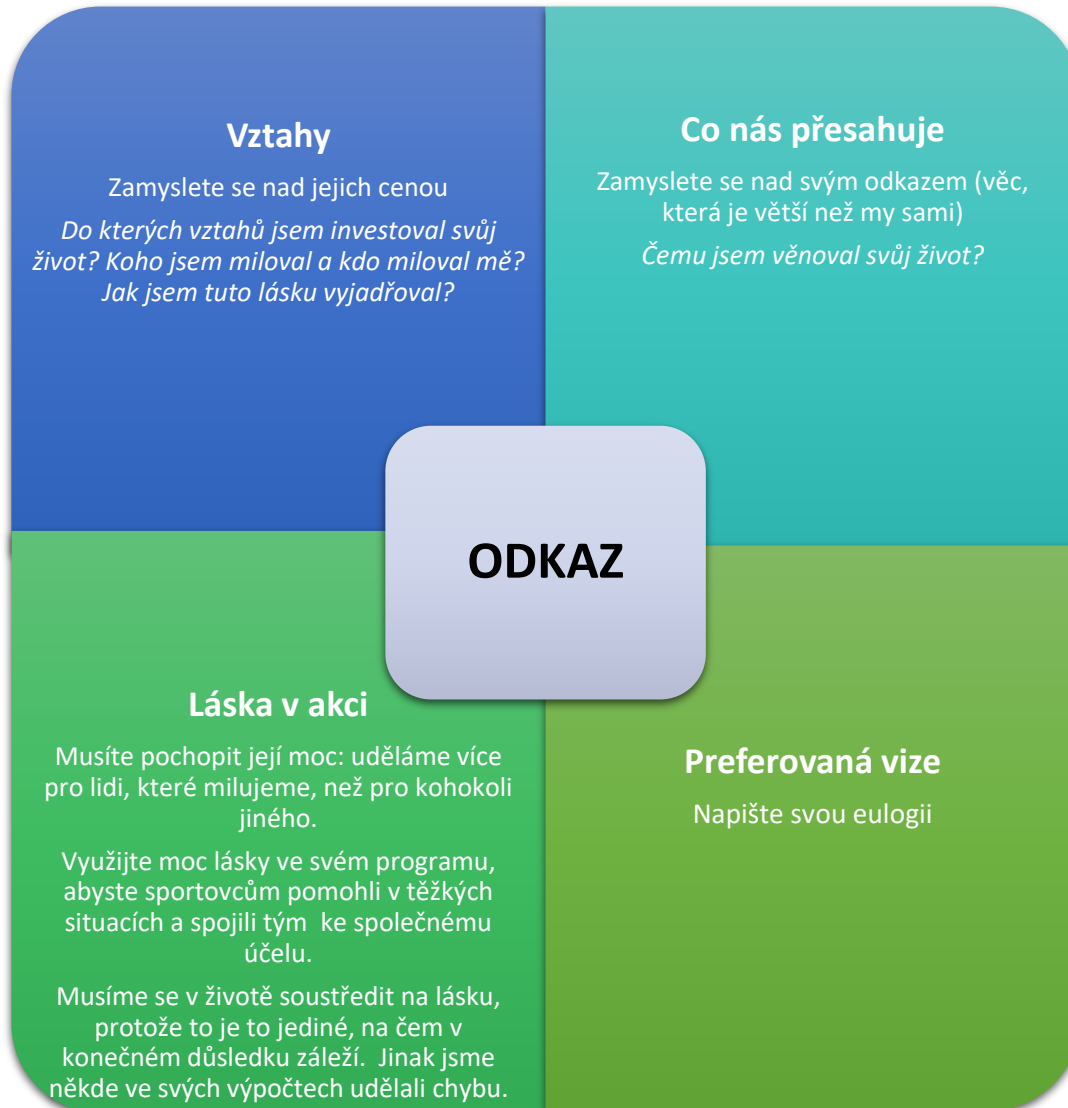 Vztahy
Zamyslete se nad jejich cenou
Do kterých vztahů jsem investoval svůj
život? Koho jsem miloval a kdo miloval mě?
Jak jsem tuto lásku vyjadřoval?
Co nás přesahuje
Zamyslete se nad svým odkazem (věc,
která je větší než my sami)
Čemu jsem věnoval svůj život?
ODKAZ
Láska v akci
Musíte pochopit její moc: uděláme více
pro lidi, které milujeme, než pro kohokoli
jiného.
Využijte moc lásky ve svém programu,
abyste sportovcům pomohli v těžkých
situacích a spojili tým  ke společnému
účelu.
Musíme se v životě soustředit na lásku,
protože to je to jediné, na čem v
konečném důsledku záleží.  Jinak jsme
někde ve svých výpočtech udělali chybu.
Preferovaná vize
Napište svou eulogii